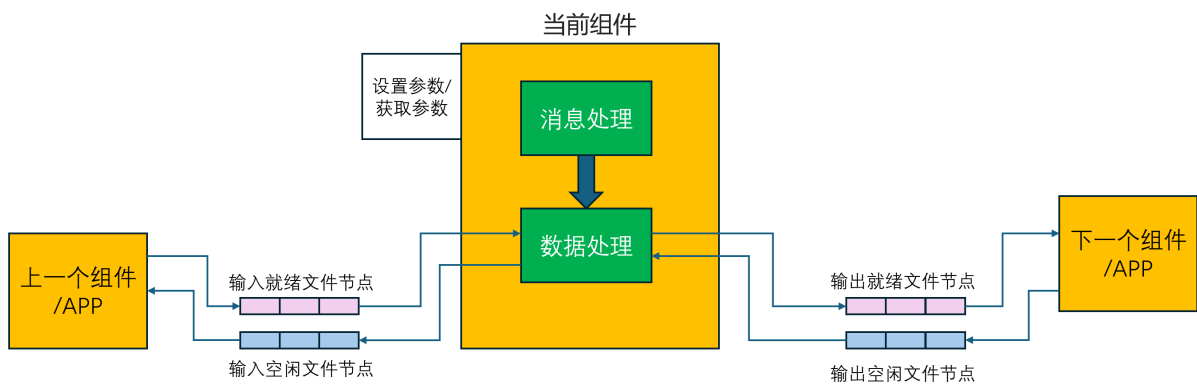 当前组件
设置参数/
获取参数
消息处理
数据处理
上一个组件
/APP
输入就绪文件节点
输入空闲文件节点
输出就绪文件节点
输出空闲文件节点
下一个组件
/APP